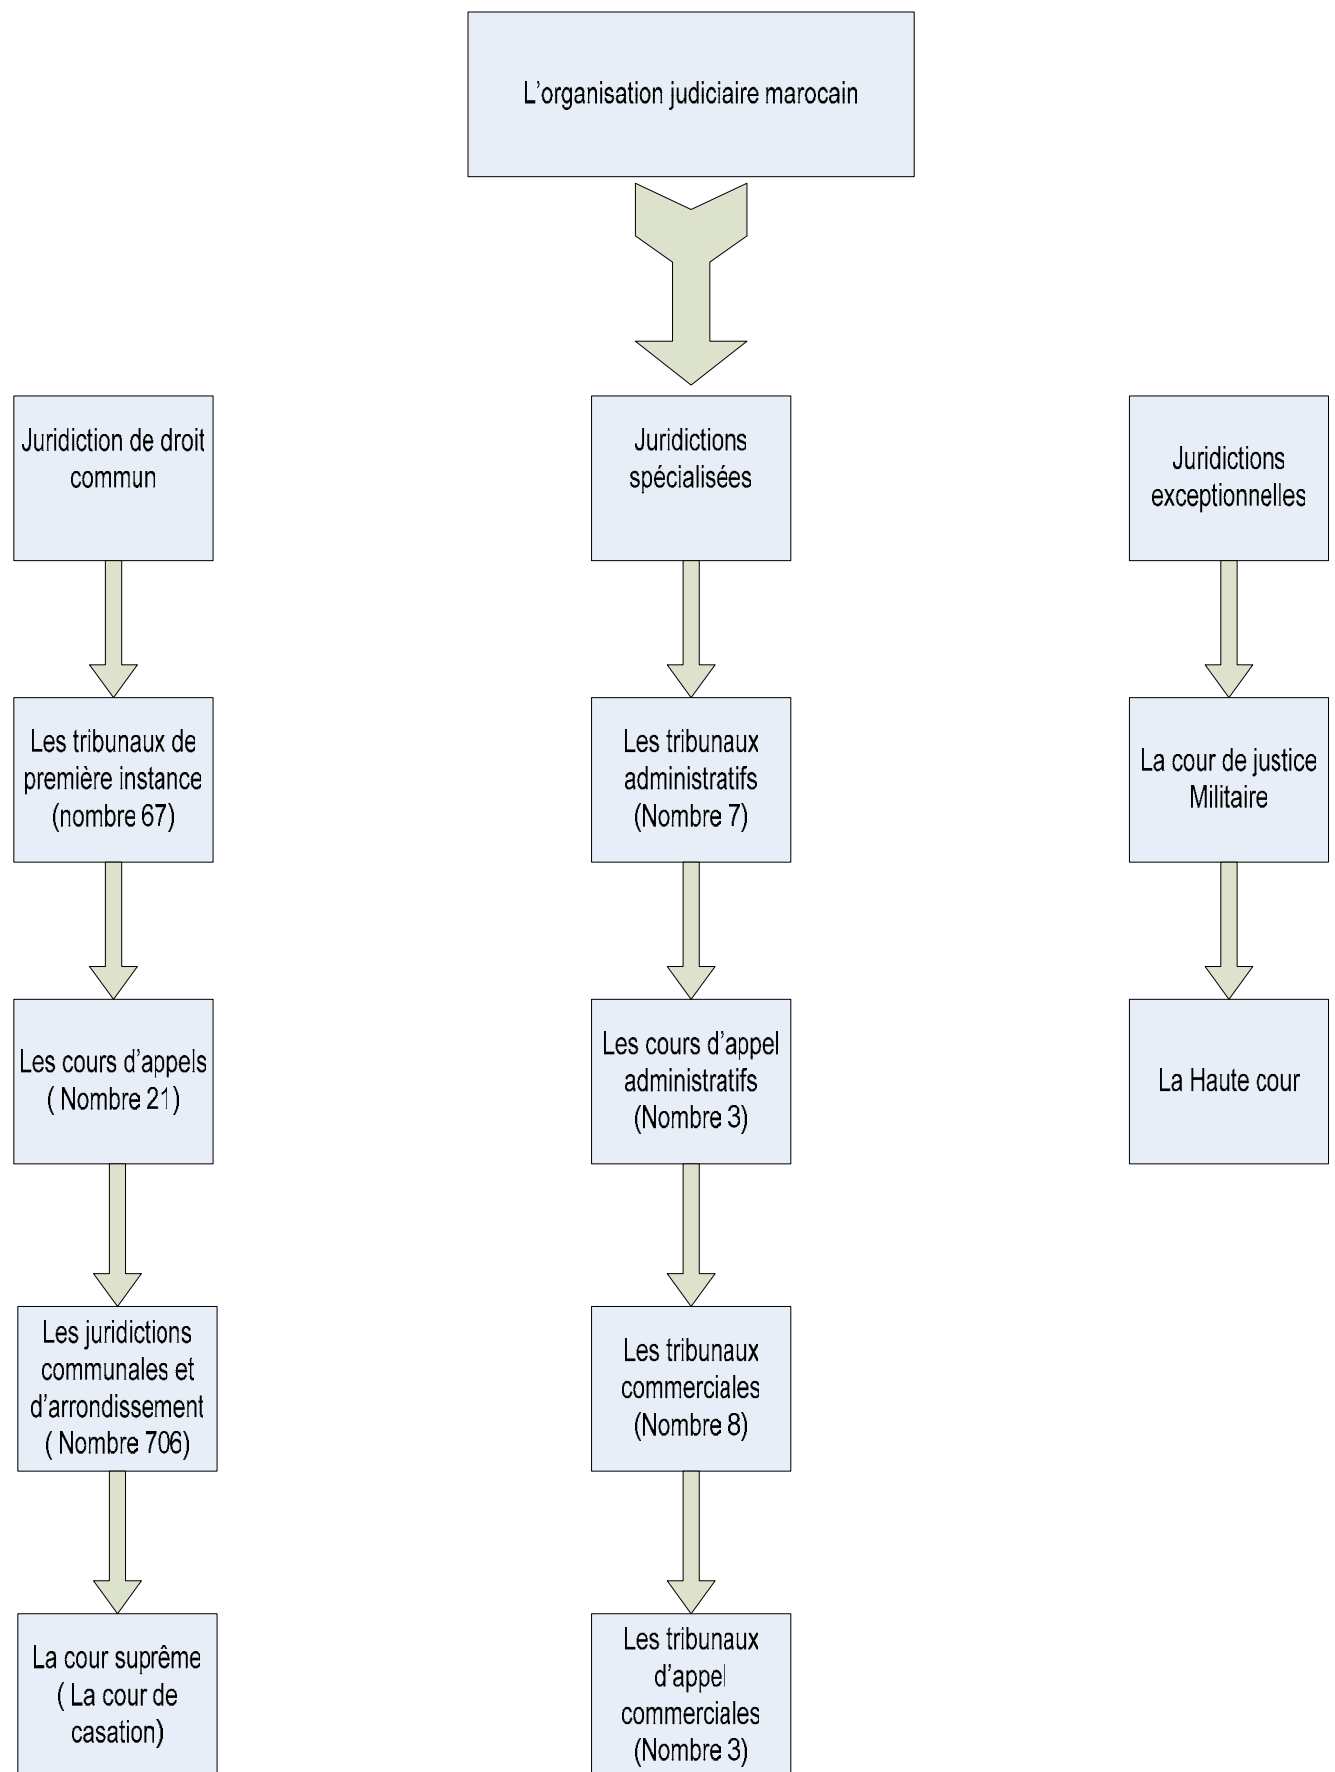 L'organisation judiciaire marocain
Juridiction de droit
commun
Juridictions
spécialisées
Juridictions
exceptionnelles
Les tribunaux de
première instance
(nombre 67)
Les tribunaux
administratifs
(Nombre 7)
La cour de justice
Militaire
Les cours d'appels
( Nombre 21)
Les cours d'appel
administratifs
(Nombre 3)
La Haute cour
Les juridictions
communales et
d'arrondissement
( Nombre 706)
Les tribunaux
commerciales
(Nombre 8)
La cour suprême
( La cour de
casation)
Les tribunaux
d'appel
commerciales
(Nombre 3)